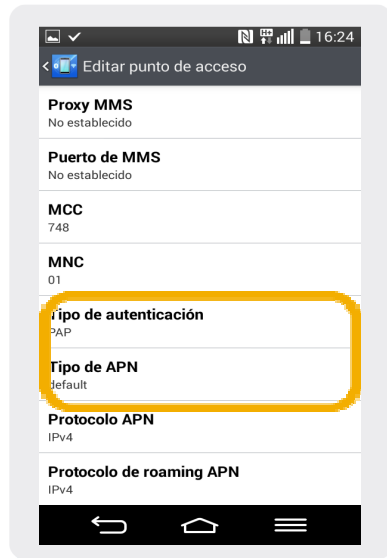 16:24
Editar punto de acceso
Proxy MMS
No establecido
Puerto de MMS
No establecido
MCC
748
MNC
01
Tipo de autenticación
PAP
Tipo de APN
default
Protocolo APN
IPv4
Protocolo de roaming APN
IPv4